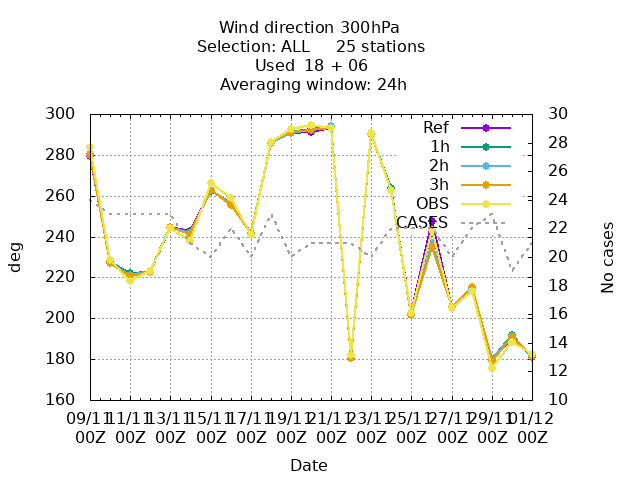 Wind direction 300hPa
Selection: ALL 25 stations
Used 18 + 06
Averaging window: 24h
300 30
280 28
26
260 24
240 22
220 20
200 18
16
180 14
12
160 10
Ref
1h
2h
3h
OBS
CASES
deg
No cases
09/11 11/11 13/11 15/11 17/11 19/11 21/11 23/11 25/11 27/11 29/11 01/12
00Z 00Z 00Z 00Z 00Z 00Z 00Z 00Z 00Z 00Z 00Z 00Z
Date